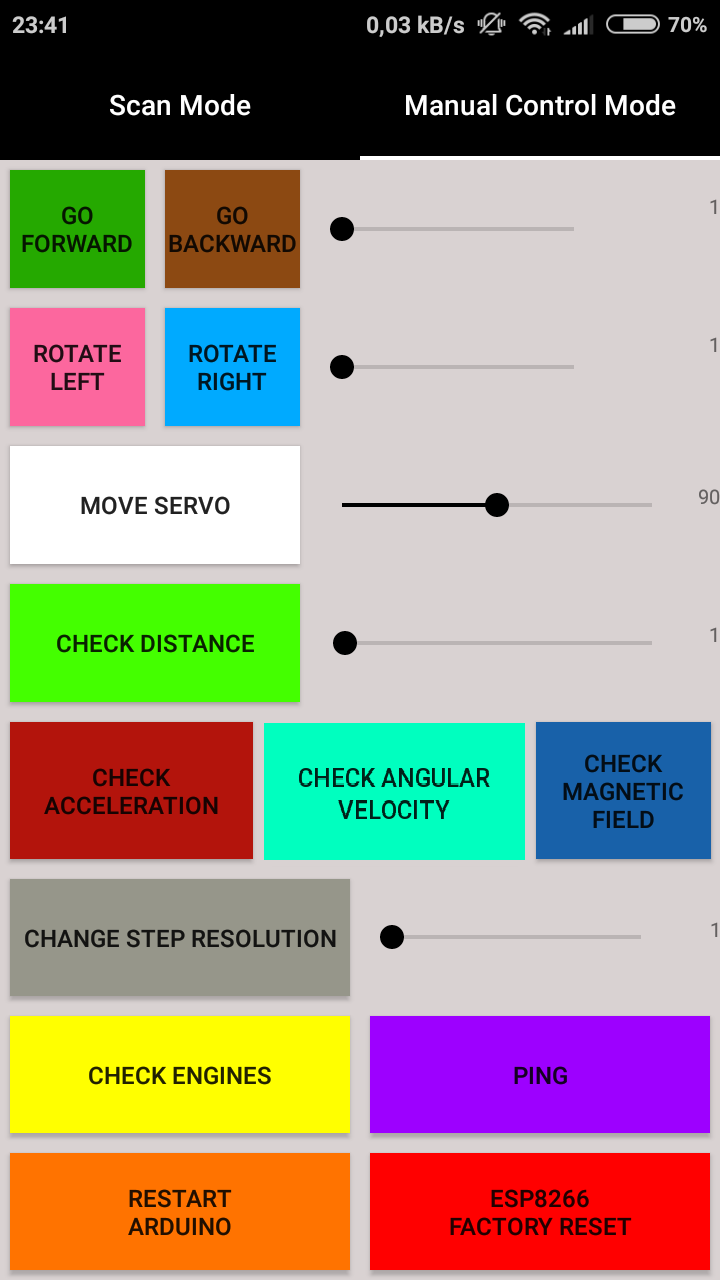 23:41 0,03 kB/s 70%
Scan Mode Manual Control Mode
GO
FORWARD
GO
BACKWARD
1
ROTATE
LEFT
ROTATE
RIGHT
1
MOVE SERVO
90
CHECK DISTANCE
1
CHECK
ACCELERATION
CHECK ANGULAR
VELOCITY
CHECK
MAGNETIC
FIELD
CHANGE STEP RESOLUTION
1
CHECK ENGINES
PING
RESTART
ARDUINO
ESP8266
FACTORY RESET